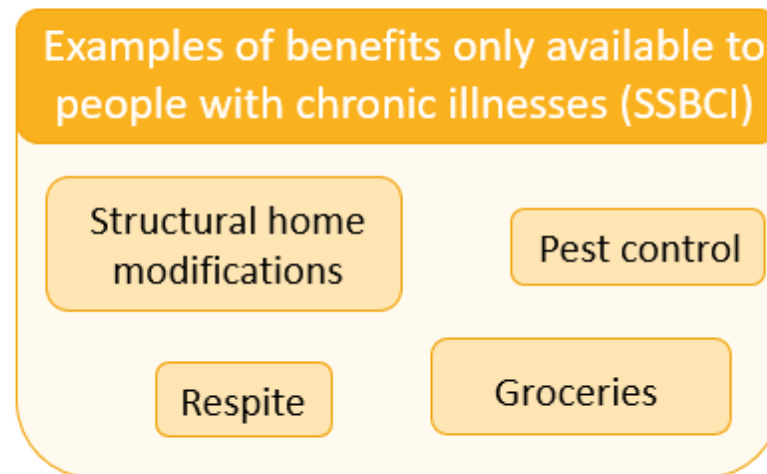 Examples of benefits only available to
people with chronic illnesses (SSBCI)
Structural home
modifications
Pest control
Respite
Groceries